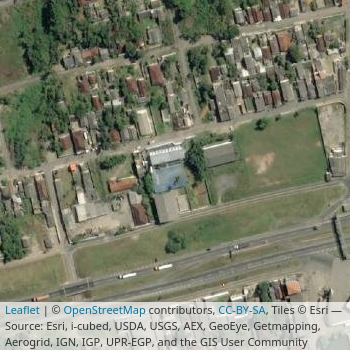 Leaflet | © OpenStreetMap contributors, CC-BY-SA, Tiles © Esri —
Source: Esri, i-cubed, USDA, USGS, AEX, GeoEye, Getmapping,
Aerogrid, IGN, IGP, UPR-EGP, and the GIS User Community